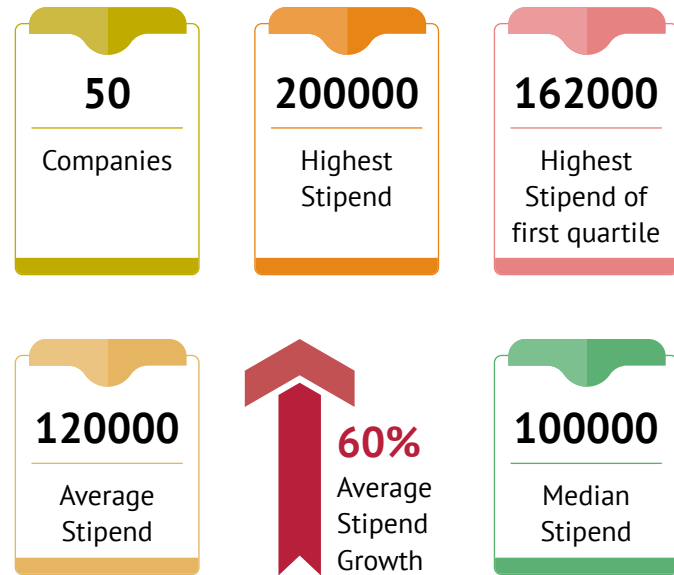 50
Companies
200000
Highest
Stipend
162000
Highest
Stipend of
first quartile
120000
Average
Stipend
60%
Average
Stipend
Growth
100000
Median
Stipend